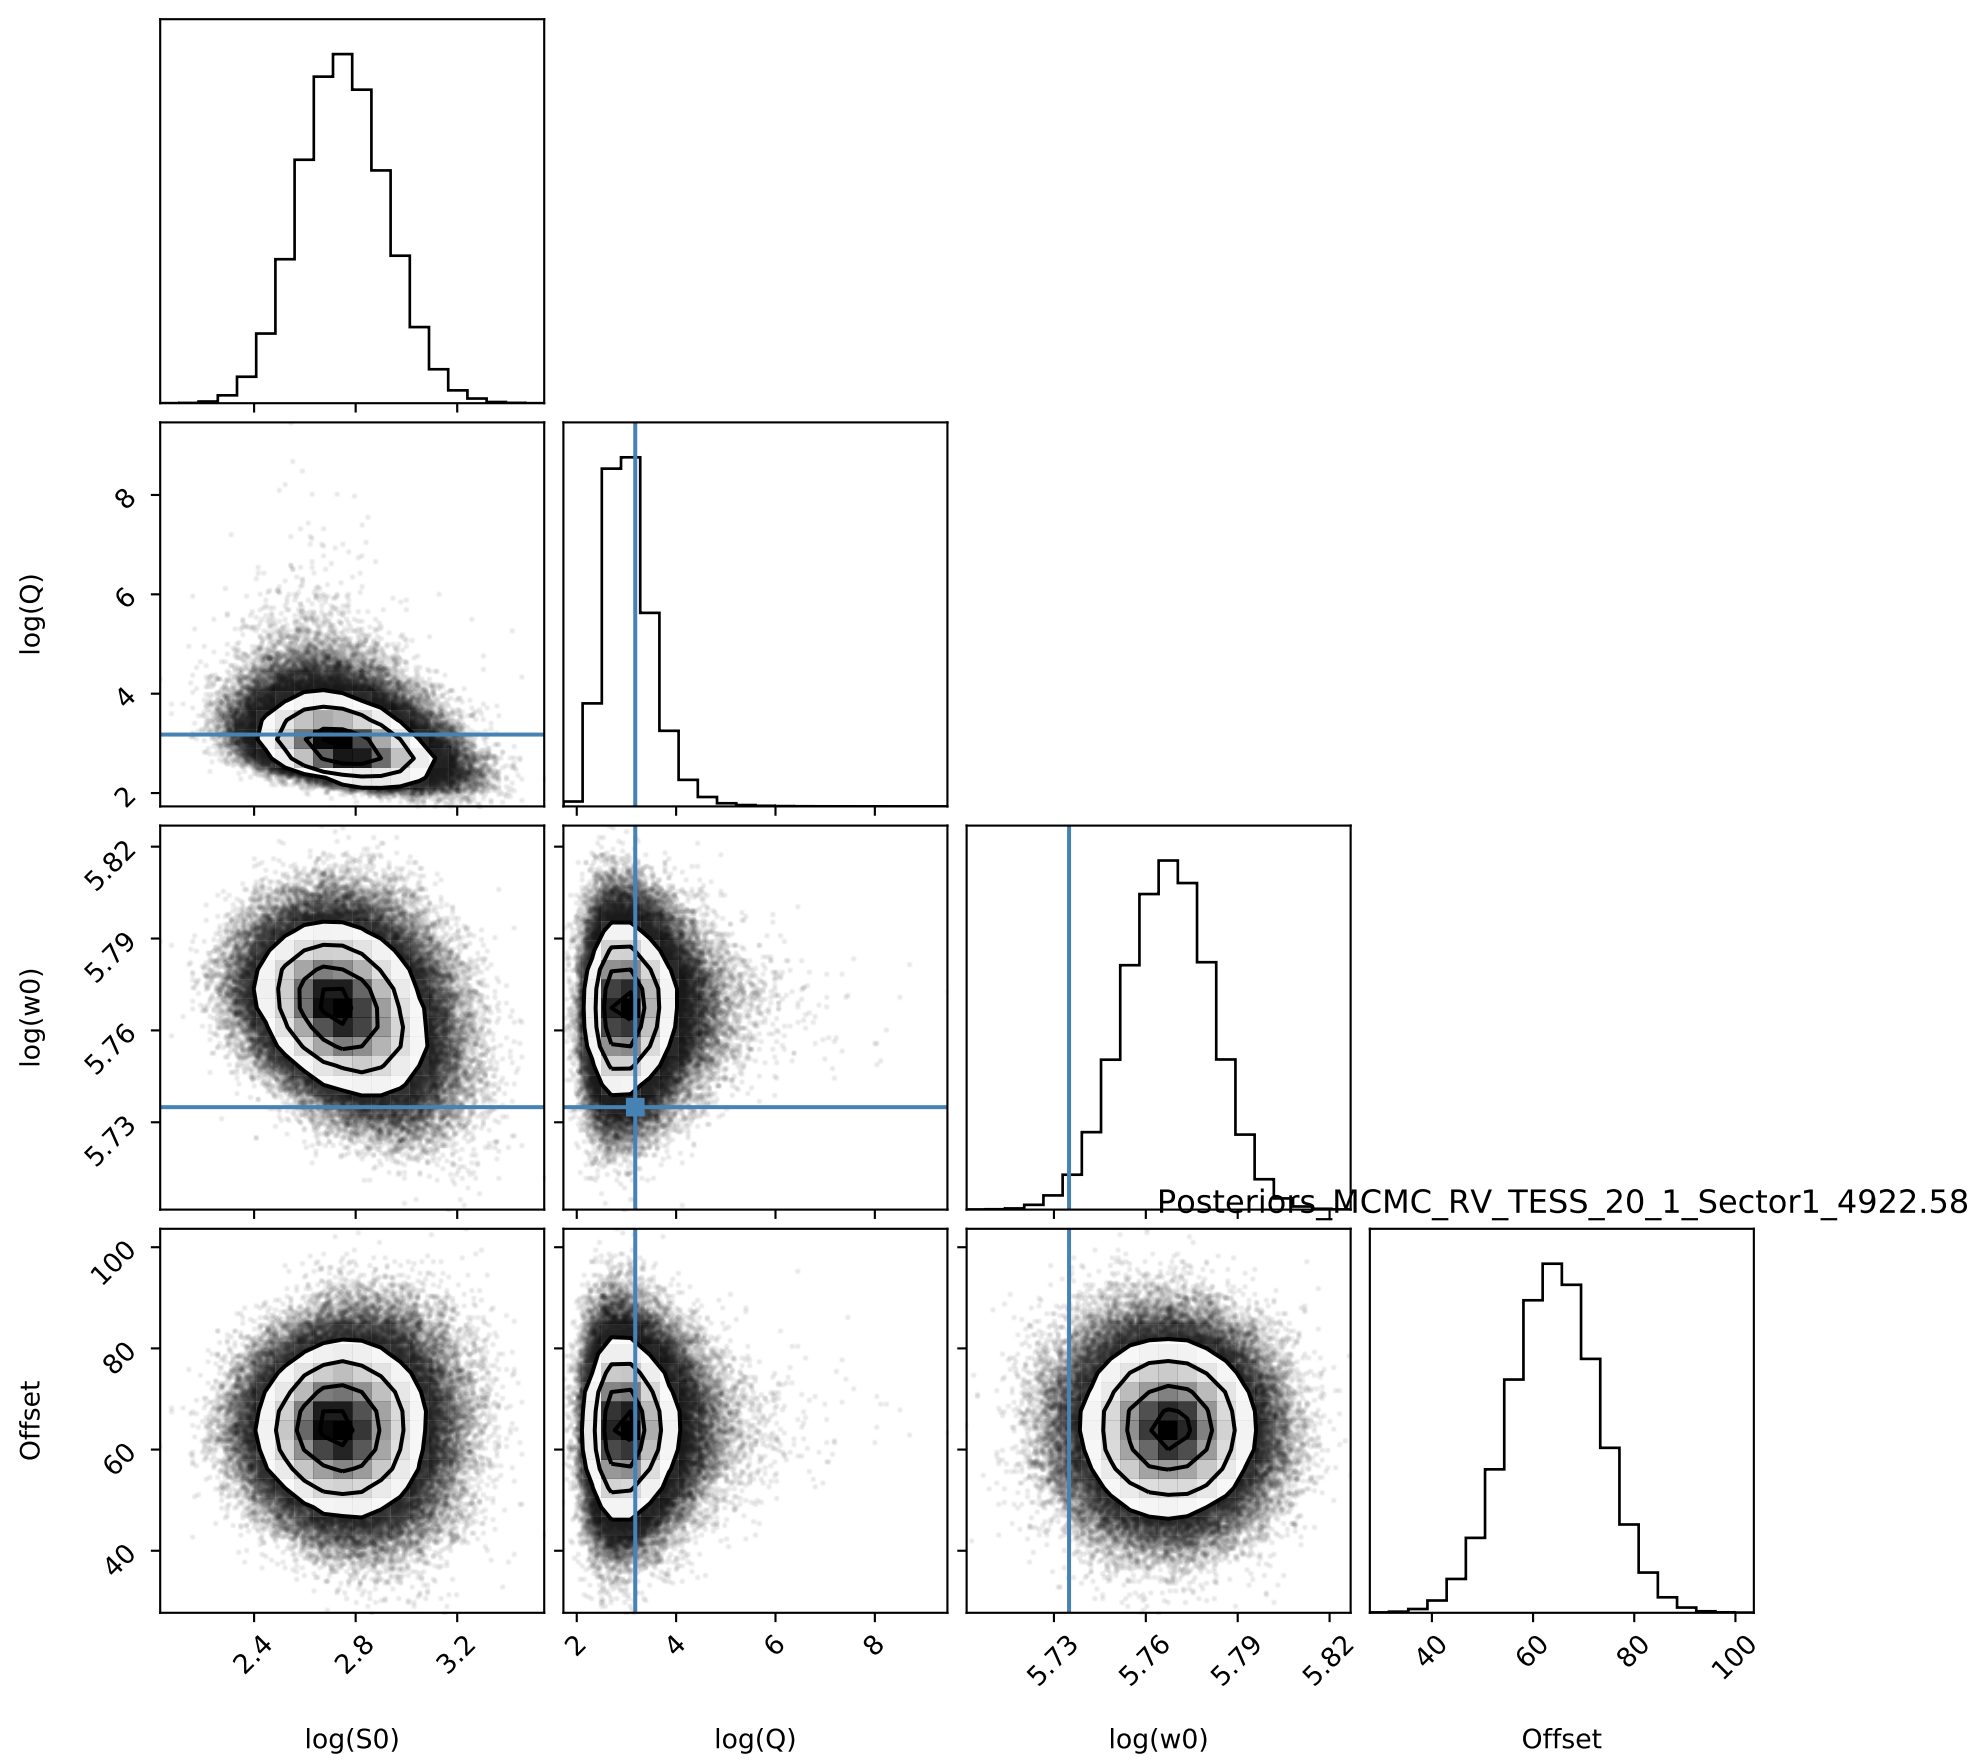 log(Q)
8
6
4
2
log(w0)
5.82
5.79
5.76
5.73
Posteriors_MCMC_RV_TESS_20_1_Sector1_4922.58
Offset
100
80
60
40
2.4 2.8 3.2
2 4 6 8
5.73 5.76 5.79 5.82
40 60 80 100
log(S0) log(Q) log(w0) Offset